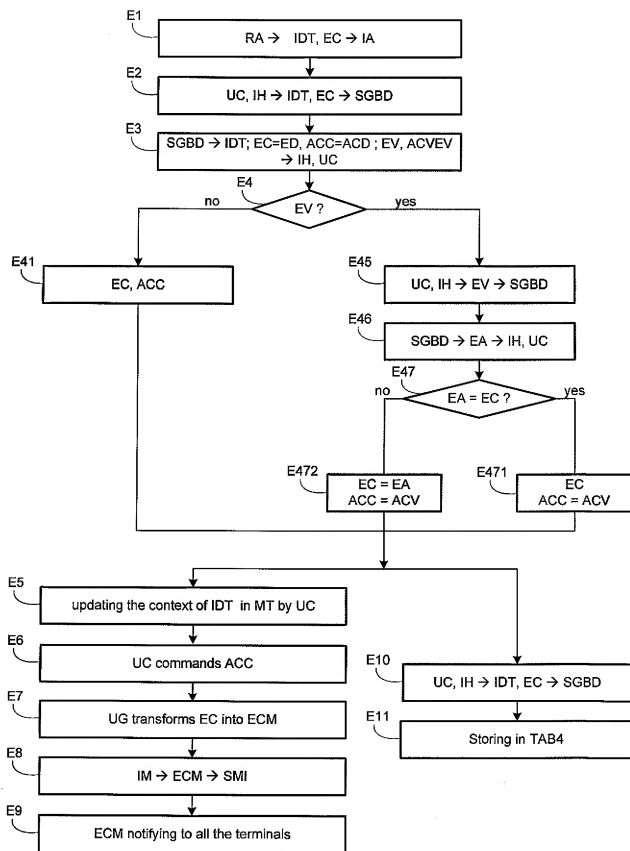 E1
RA → IDT, EC → IA
E2
UC, IH → IDT, EC → SGBD
E3
SGBD → IDT; EC=ED, ACC=ACD ; EV, ACVEV
→ IH, UC
E4
no
EV ?
yes
E41
EC, ACC
E45
UC, IH → EV → SGBD
E46
SGBD → EA → IH, UC
E47
no
EA = EC ?
yes
E472
EC = EA
ACC = ACV
E471
EC
ACC = ACV
E5
updating the context of IDT in MT by UC
E6
UC commands ACC
E7
UG transforms EC into ECM
E8
IM → ECM → SMI
E9
ECM notifying to all the terminals
E10
UC, IH → IDT, EC → SGBD
E11
Storing in TAB4